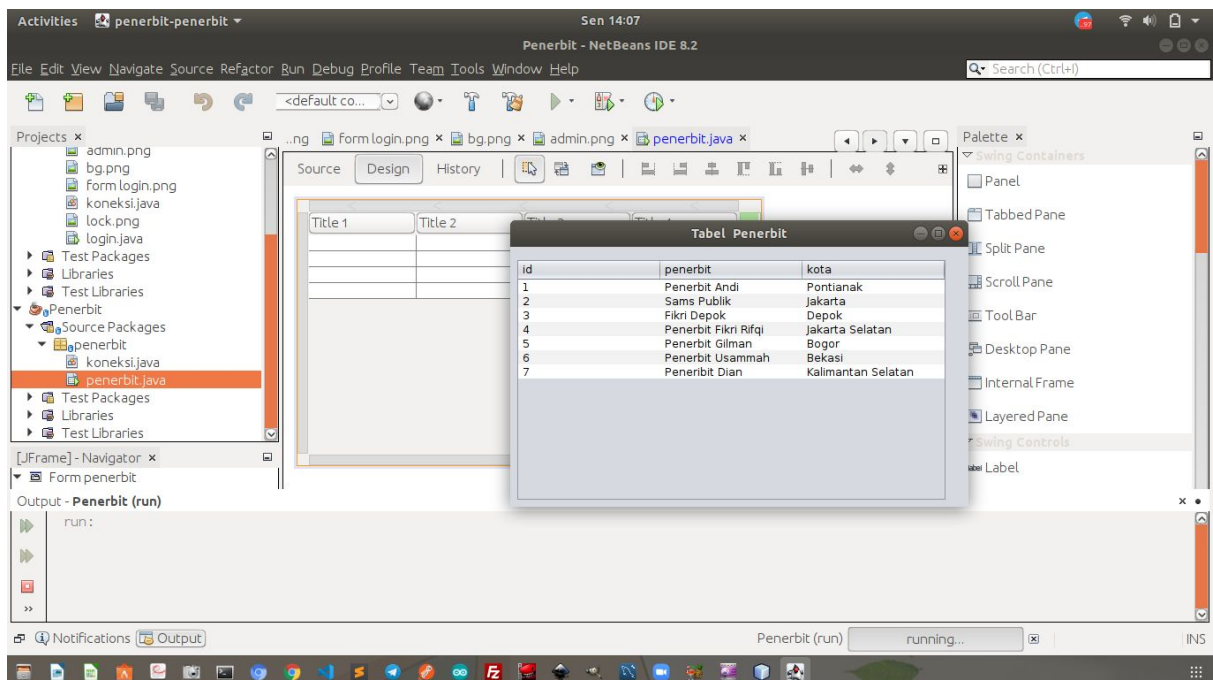 Activities penerbit-penerbit Sen 14:07
Penerbit - NetBeans IDE 8.2
File Edit View Navigate Source Refactor Run Debug Profile Team Tools Window Help Search (Ctrl+I)
<default co...
Projects
admin.png
bg.png
form login.png
koneksi.java
lock.png
login.java
Test Packages
Libraries
Test Libraries
Penerbit
Source Packages
penerbit
koneksi.java
penerbit.java
Test Packages
Libraries
Test Libraries
[JFrame] - Navigator
Form penerbit
..ng form login.png bg.png admin.png penerbit.java
Source Design History
Title 1 Title 2
Tabel Penerbit
id penerbit kota
1 Penerbit Andi Pontianak
2 Sams Publik Jakarta
3 Fikri Depok Depok
4 Penerbit Fikri Rifqi Jakarta Selatan
5 Penerbit Gilman Bogor
6 Penerbit Usammah Bekasi
7 Peneribit Dian Kalimantan Selatan
Palette
Swing Containers
Panel
Tabbed Pane
Split Pane
Scroll Pane
Tool Bar
Desktop Pane
Internal Frame
Layered Pane
Swing Controls
label Label
Output - Penerbit (run)
run:
Notifications Output Penerbit (run) running... INS